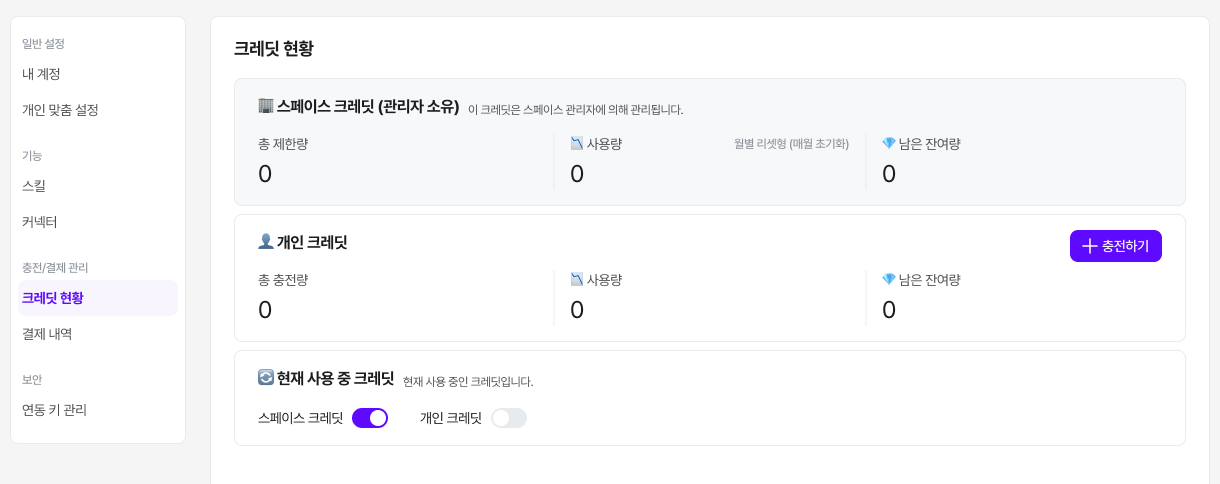 일반 설정
내 계정
개인 맞춤 설정
기능
스킬
커넥터
충전/결제 관리
크레딧 현황
결제 내역
보안
연동 키 관리
크레딧 현황
스페이스 크레딧 (관리자 소유) 이 크레딧은 스페이스 관리자에 의해 관리됩니다.
총 제한량
0
사용량 월별 리셋형 (매월 초기화)
0
남은 잔여량
0
개인 크레딧
충전하기
총 충전량
0
사용량
0
남은 잔여량
0
현재 사용 중 크레딧 현재 사용 중인 크레딧입니다.
스페이스 크레딧 개인 크레딧